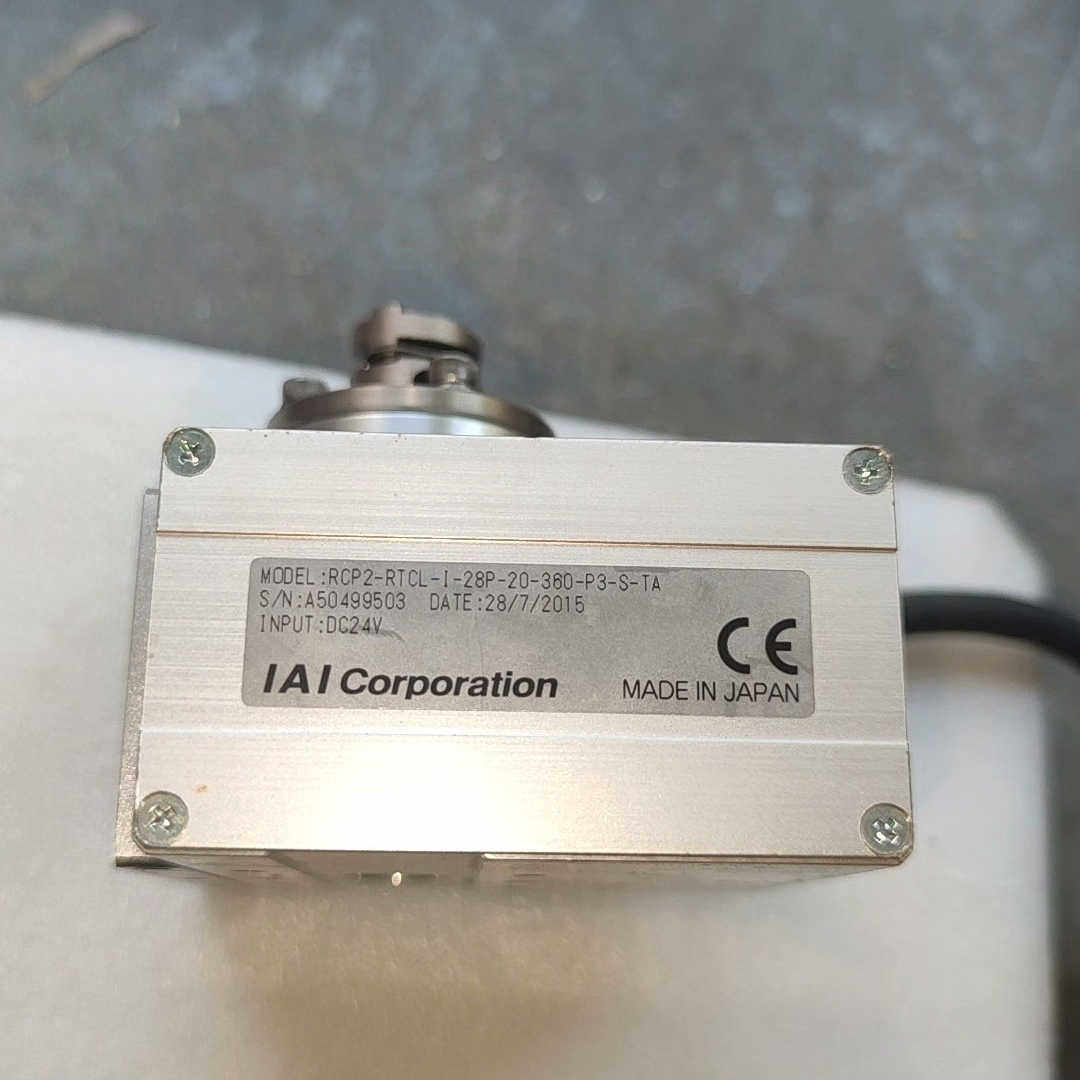 MODEL:RCP2-RTCL-I-28P-20-360-P3-S-TA
S/N:A50499503 DATE:28/7/2015
INPUT:DC24V
CE
IAI Corporation MADE IN JAPAN